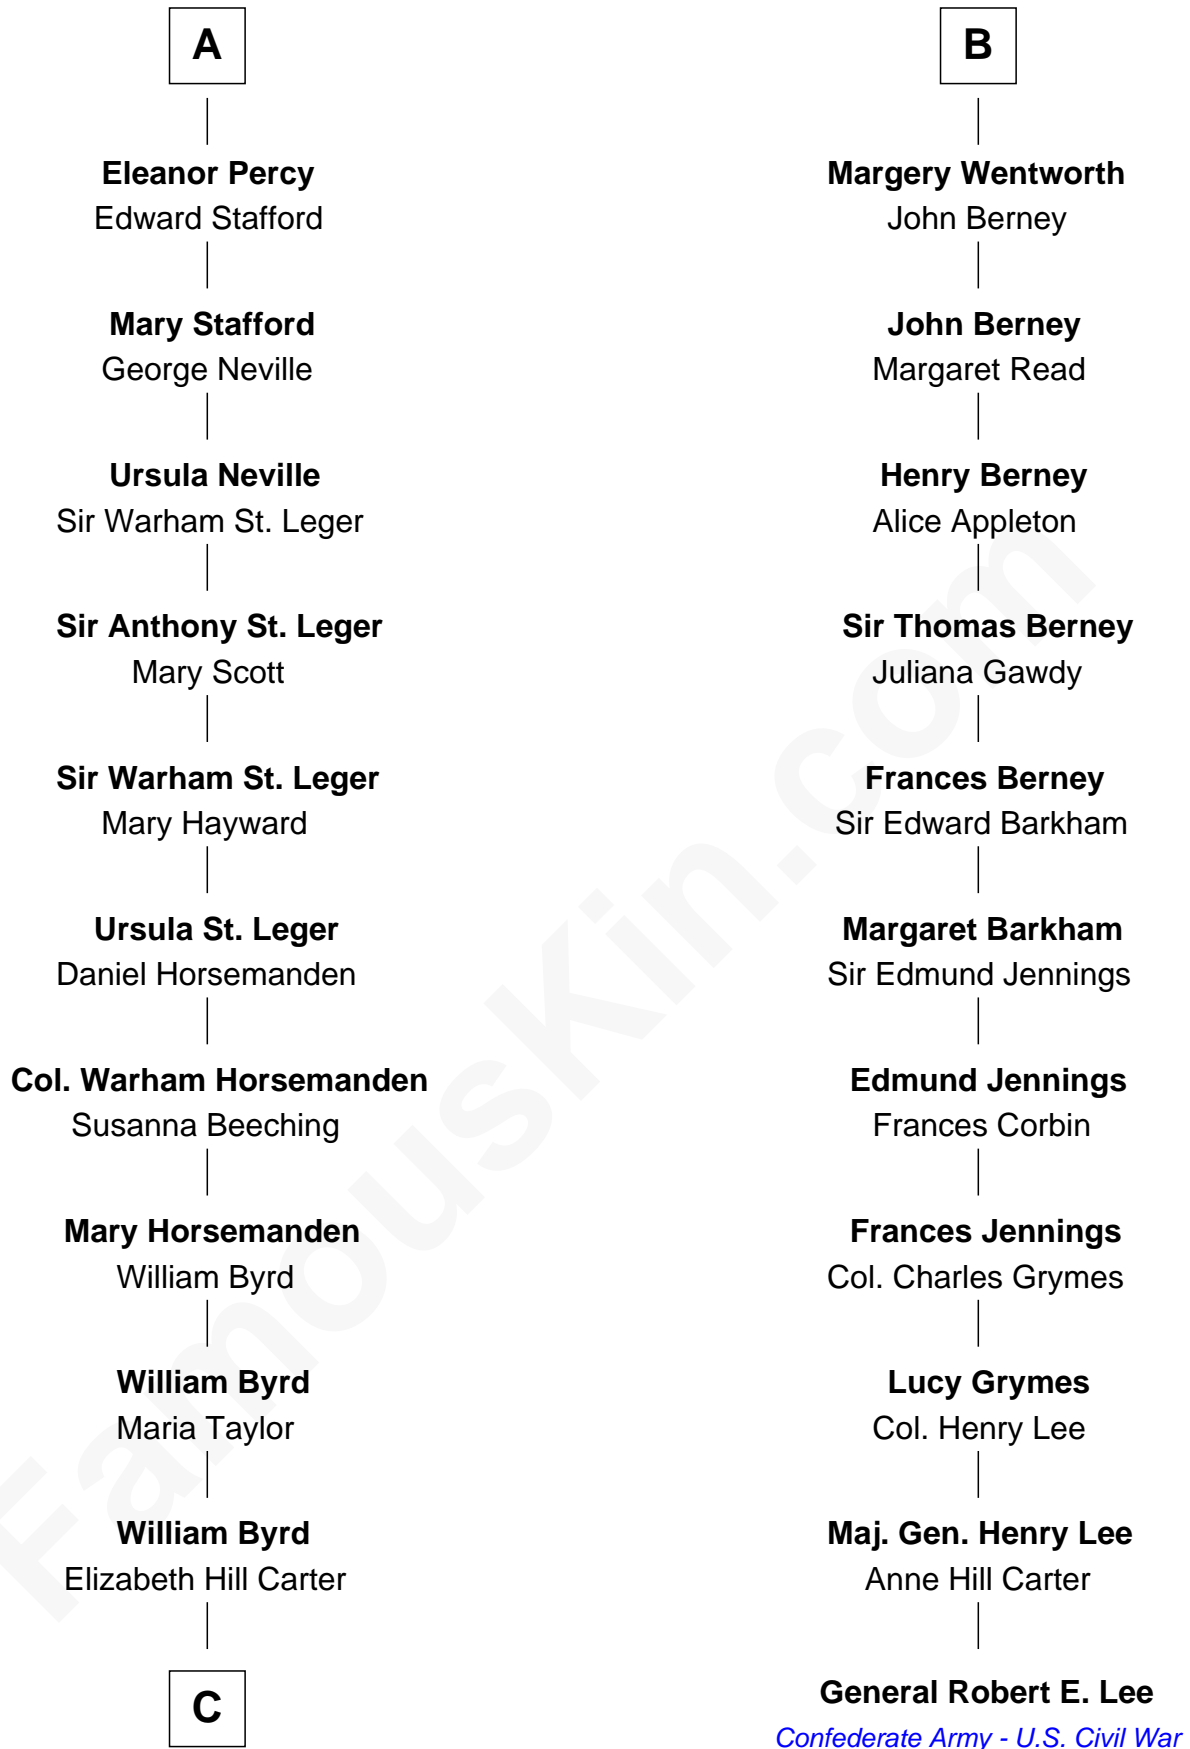 A
Eleanor Percy
Edward Stafford
Mary Stafford
George Neville
Ursula Neville
Sir Warham St. Leger
Sir Anthony St. Leger
Mary Scott
Sir Warham St. Leger
Mary Hayward
Ursula St. Leger
Daniel Horsemanden
Col. Warham Horsemanden
Susanna Beeching
Mary Horsemanden
William Byrd
William Byrd
Maria Taylor
William Byrd
Elizabeth Hill Carter
C
B
Margery Wentworth
John Berney
John Berney
Margaret Read
Henry Berney
Alice Appleton
Sir Thomas Berney
Juliana Gawdy
Frances Berney
Sir Edward Barkham
Margaret Barkham
Sir Edmund Jennings
Edmund Jennings
Frances Corbin
Frances Jennings
Col. Charles Grymes
Lucy Grymes
Col. Henry Lee
Maj. Gen. Henry Lee
Anne Hill Carter
General Robert E. Lee
Confederate Army - U.S. Civil War
FamousKin.com